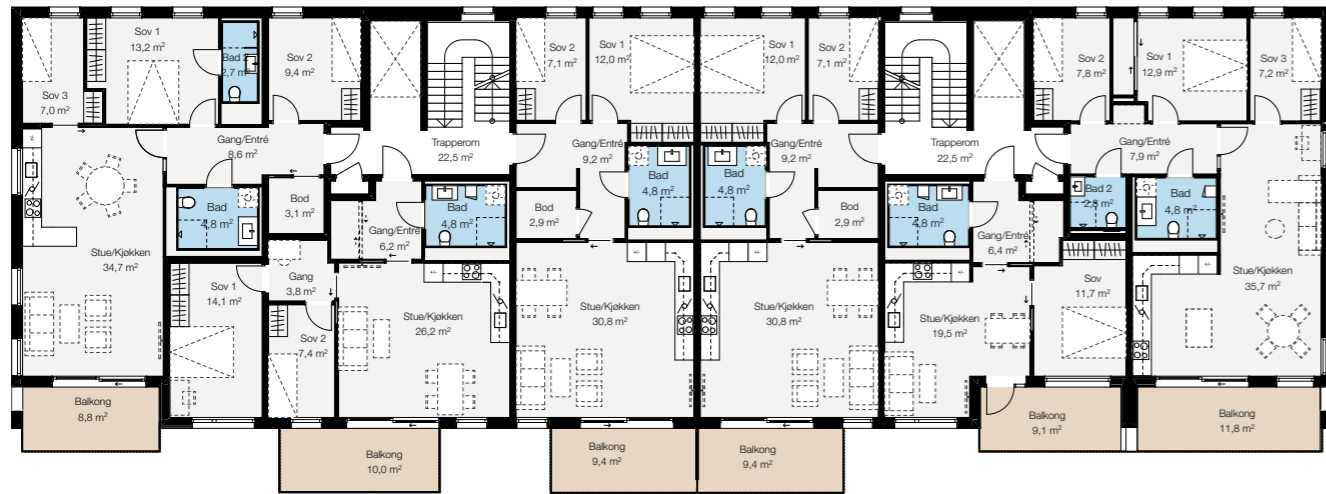 Sov 3
7,0 m²
Sov 1
13,2 m²
Bad 2
2,7 m²
Sov 2
9,4 m²
Gang/Entré
8,6 m²
Bad
4,8 m²
Bod
3,1 m²
Stue/Kjøkken
34,7 m²
Balkong
8,8 m²
Trapperom
22,5 m²
Bad
4,8 m²
Gang/Entré
6,2 m²
Gang
3,8 m²
Sov 1
14,1 m²
Sov 2
7,4 m²
Stue/Kjøkken
26,2 m²
Balkong
10,0 m²
Sov 2
7,1 m²
Sov 1
12,0 m²
Gang/Entré
9,2 m²
Bad
4,8 m²
Bod
2,9 m²
Stue/Kjøkken
30,8 m²
Balkong
9,4 m²
Sov 1
12,0 m²
Sov 2
7,1 m²
Gang/Entré
9,2 m²
Bad
4,8 m²
Bod
2,9 m²
Stue/Kjøkken
30,8 m²
Balkong
9,4 m²
Trapperom
22,5 m²
Bad
4,8 m²
Gang/Entré
6,4 m²
Stue/Kjøkken
19,5 m²
Sov
11,7 m²
Balkong
9,1 m²
Sov 2
7,8 m²
Sov 1
12,9 m²
Sov 3
7,2 m²
Gang/Entré
7,9 m²
Bad 2
2,8 m²
Bad
4,8 m²
Stue/Kjøkken
35,7 m²
Balkong
11,8 m²